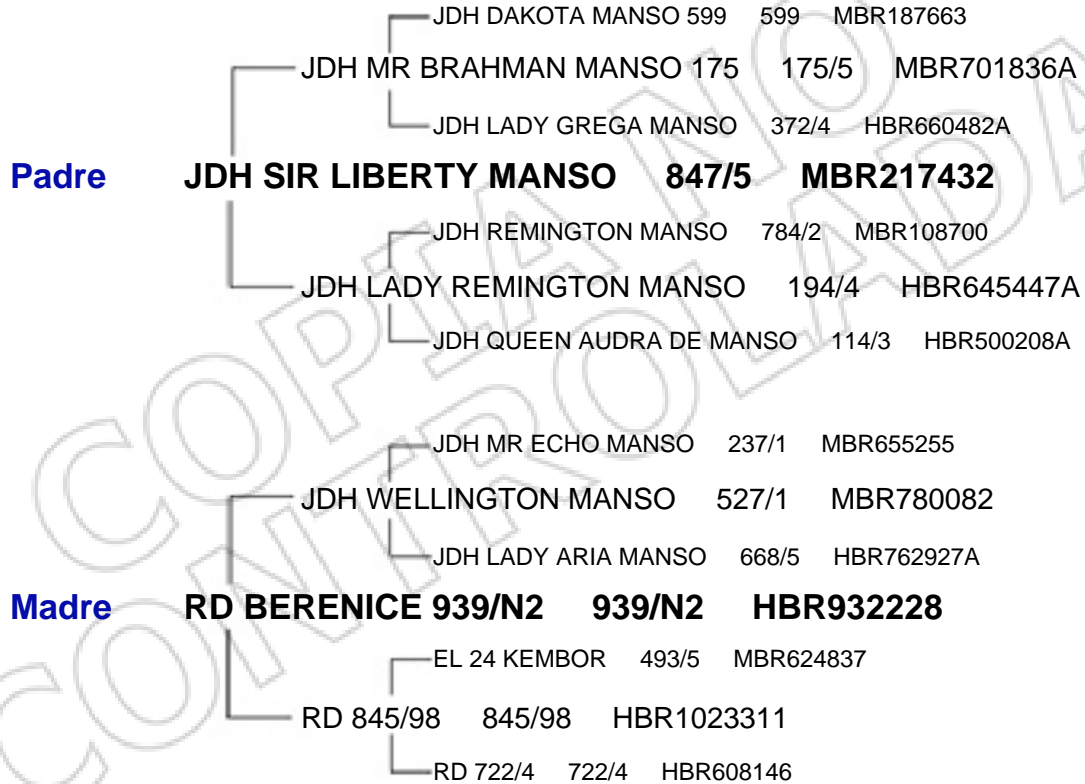 JDH DAKOTA MANSO 599 599 MBR187663
JDH MR BRAHMAN MANSO 175 175/5 MBR701836A
JDH LADY GREGA MANSO 372/4 HBR660482A
Padre JDH SIR LIBERTY MANSO 847/5 MBR217432
JDH REMINGTON MANSO 784/2 MBR108700
JDH LADY REMINGTON MANSO 194/4 HBR645447A
JDH QUEEN AUDRA DE MANSO 114/3 HBR500208A
JDH MR ECHO MANSO 237/1 MBR655255
JDH WELLINGTON MANSO 527/1 MBR780082
JDH LADY ARIA MANSO 668/5 HBR762927A
Madre RD BERENICE 939/N2 939/N2 HBR932228
EL 24 KEMBOR 493/5 MBR624837
RD 845/98 845/98 HBR1023311
RD 722/4 722/4 HBR608146
COPIA NO
CONTROLADA